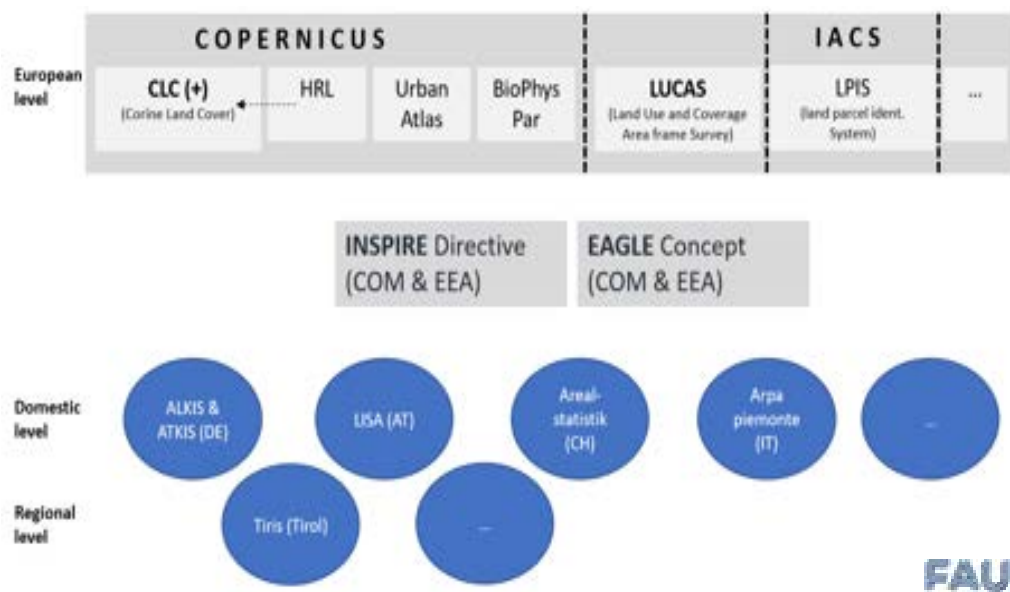 COPERNICUS
IACS
European
level
CLC (+)
(Corine Land Cover)
HRL
Urban
Atlas
BioPhys
Par
LUCAS
(Land Use and Coverage
Area frame Survey)
LPIS
(land parcel ident.
System)
...
INSPIRE Directive
(COM & EEA)
EAGLE Concept
(COM & EEA)
Domestic
level
ALKIS &
ATKIS (DE)
LISA (AT)
Areal-
statistik
(CH)
Arpa
piemonte
(IT)
...
Regional
level
Tiris (Tirol)
...
FAU